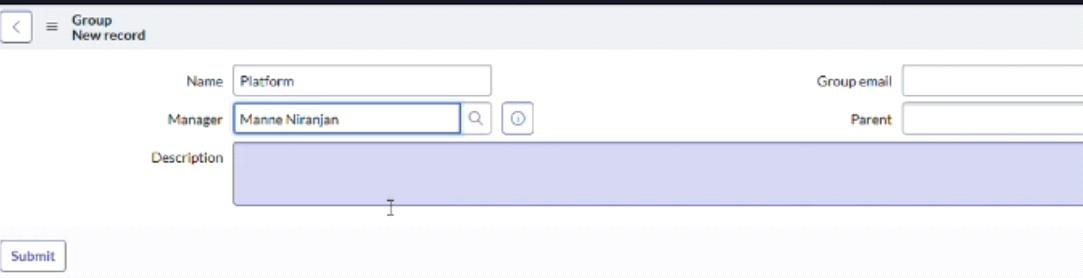 Group
New record
Name Platform Group email
Manager Manne Niranjan Parent
Description
Submit